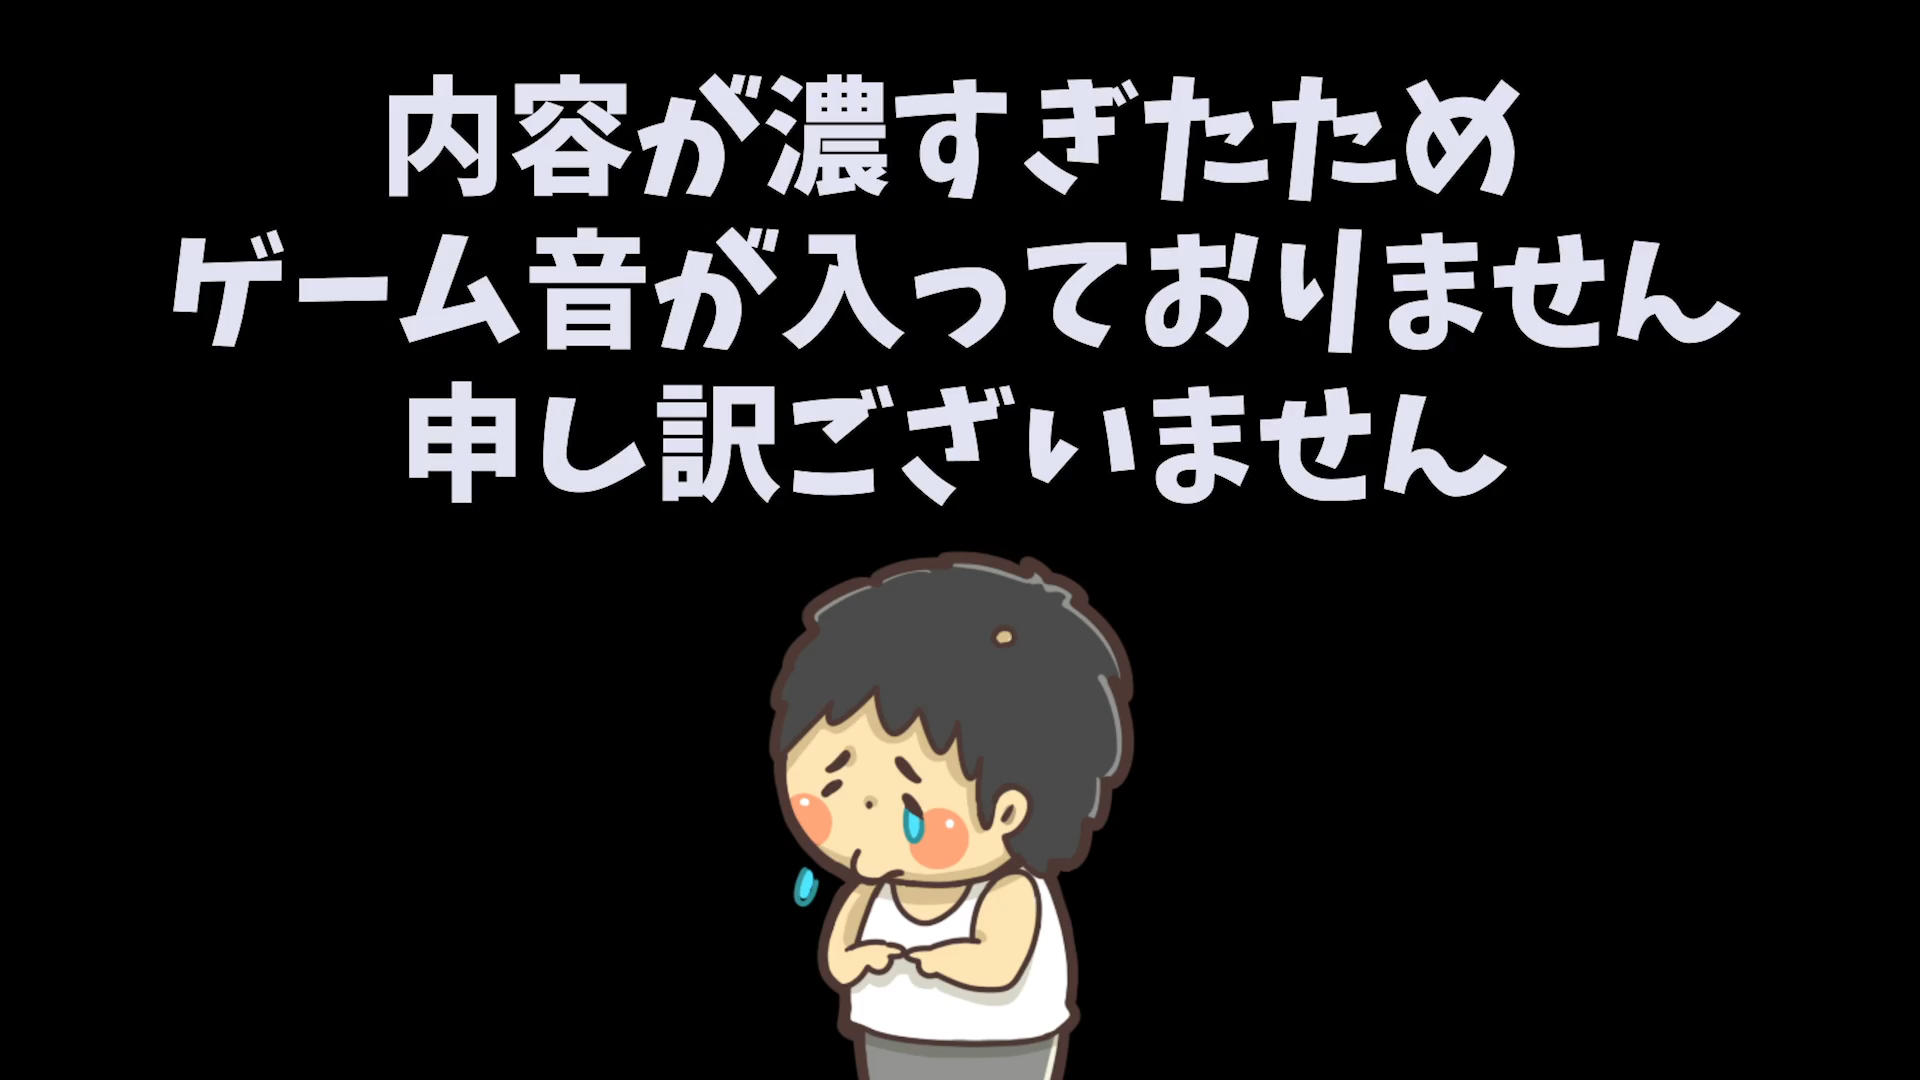 内容が濃すぎたため
ゲーム音が入っておりません
申し訳ございません